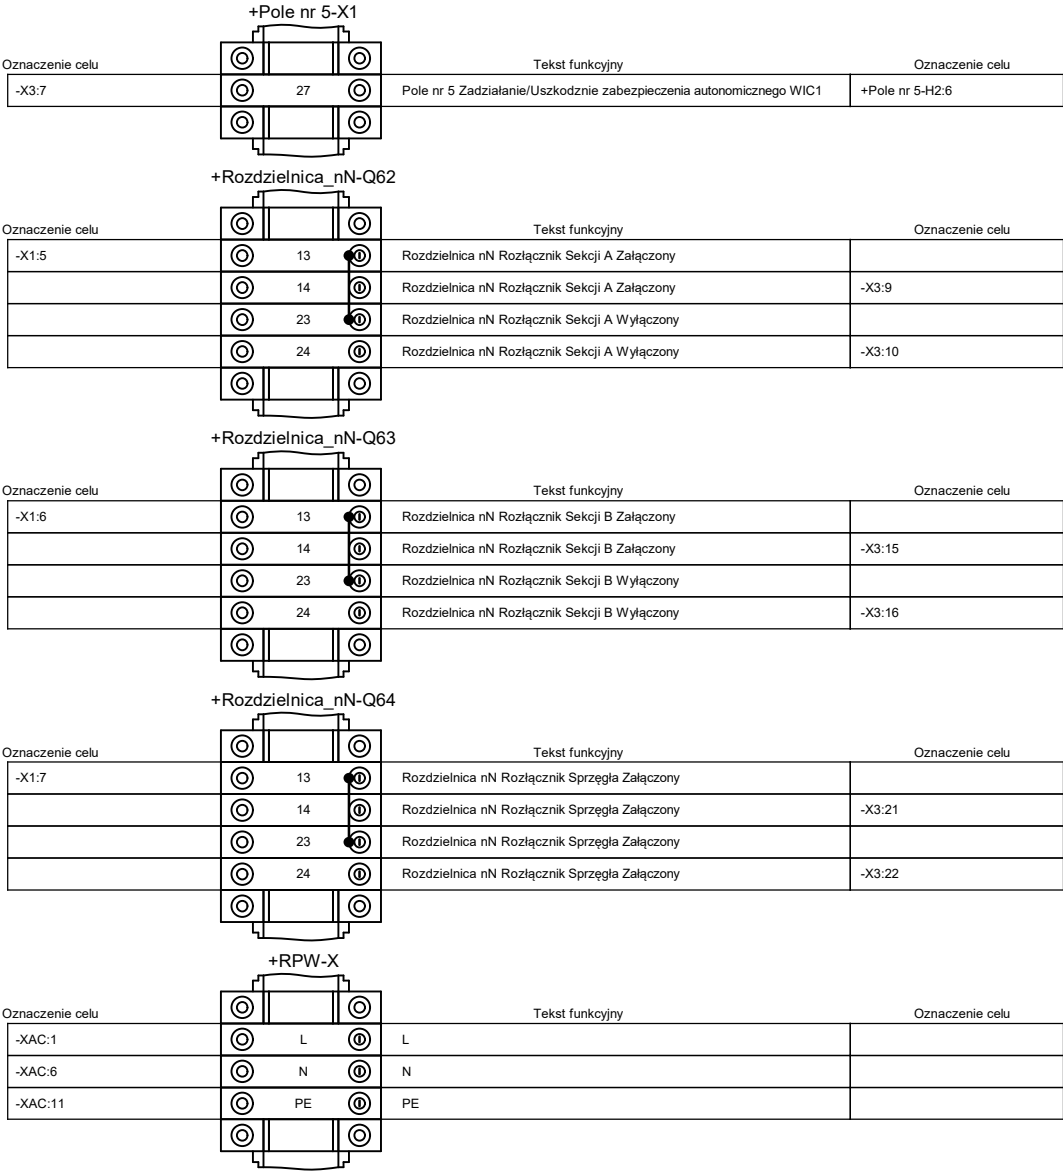 +Pole nr 5-X1
Oznaczenie celu Tekst funkcyjny Oznaczenie celu
-X3:7 27 Pole nr 5 Zadziałanie/Uszkodznie zabezpieczenia autonomicznego WIC1 +Pole nr 5-H2:6
+Rozdzielnica_nN-Q62
Oznaczenie celu Tekst funkcyjny Oznaczenie celu
-X1:5 13 Rozdzielnica nN Rozłącznik Sekcji A Załączony
14 Rozdzielnica nN Rozłącznik Sekcji A Załączony -X3:9
23 Rozdzielnica nN Rozłącznik Sekcji A Wyłączony
24 Rozdzielnica nN Rozłącznik Sekcji A Wyłączony -X3:10
+Rozdzielnica_nN-Q63
Oznaczenie celu Tekst funkcyjny Oznaczenie celu
-X1:6 13 Rozdzielnica nN Rozłącznik Sekcji B Załączony
14 Rozdzielnica nN Rozłącznik Sekcji B Załączony -X3:15
23 Rozdzielnica nN Rozłącznik Sekcji B Wyłączony
24 Rozdzielnica nN Rozłącznik Sekcji B Wyłączony -X3:16
+Rozdzielnica_nN-Q64
Oznaczenie celu Tekst funkcyjny Oznaczenie celu
-X1:7 13 Rozdzielnica nN Rozłącznik Sprzęgła Załączony
14 Rozdzielnica nN Rozłącznik Sprzęgła Załączony -X3:21
23 Rozdzielnica nN Rozłącznik Sprzęgła Załączony
24 Rozdzielnica nN Rozłącznik Sprzęgła Załączony -X3:22
+RPW-X
Oznaczenie celu Tekst funkcyjny Oznaczenie celu
-XAC:1 L L
-XAC:6 N N
-XAC:11 PE PE